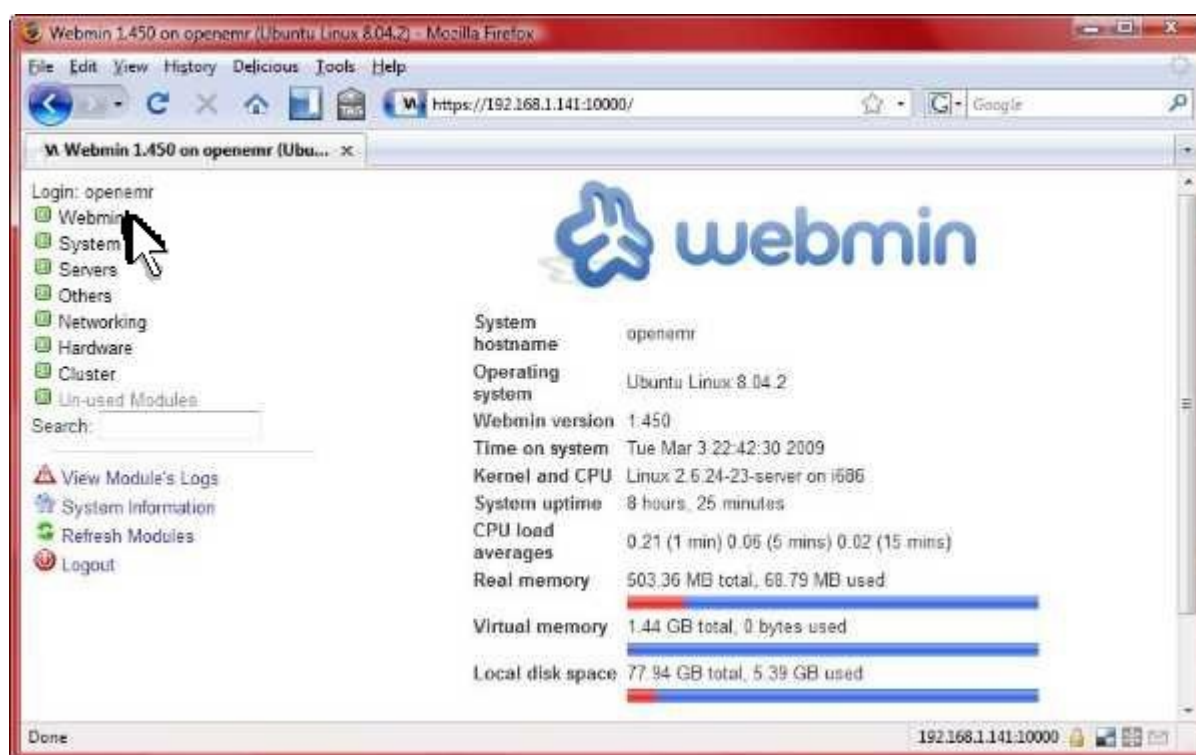 Webmin 1.450 on openemr (Ubuntu Linux 8.04.2) - Mozilla Firefox
File Edit View History Delicious Tools Help
https://192.168.1.141:10000/
Google
Webmin 1.450 on openemr (Ubu...
Login: openemr
Webmin
System
Servers
Others
Networking
Hardware
Cluster
Un-used Modules
Search:
View Module's Logs
System Information
Refresh Modules
Logout
webmin
System hostname openemr
Operating system Ubuntu Linux 8.04.2
Webmin version 1.450
Time on system Tue Mar 3 22:42:30 2009
Kernel and CPU Linux 2.6.24-23-server on i686
System uptime 8 hours, 25 minutes
CPU load averages 0.21 (1 min) 0.06 (5 mins) 0.02 (15 mins)
Real memory 503.36 MB total, 68.79 MB used
Virtual memory 1.44 GB total, 0 bytes used
Local disk space 77.94 GB total, 5.39 GB used
Done
192.168.1.141:10000